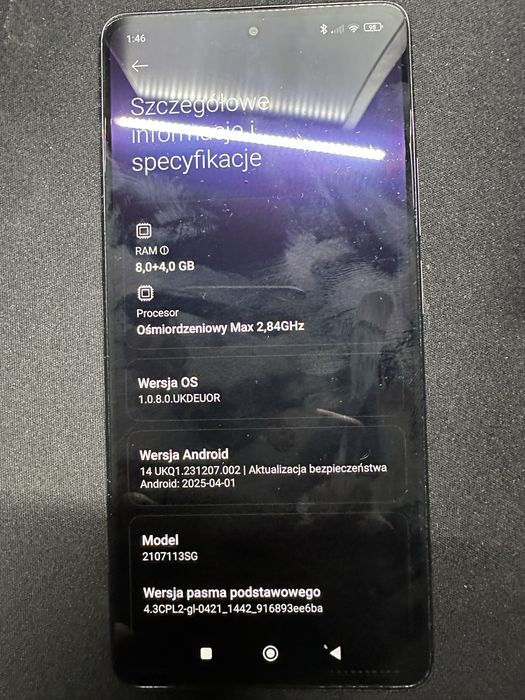 1:46
98
Szczegółowe
informacje i
specyfikacje
RAM
8,0+4,0 GB
Procesor
Ośmiordzeniowy Max 2,84GHz
Wersja OS
1.0.8.0.UKDEUOR
Wersja Android
14 UKQ1.231207.002 | Aktualizacja bezpieczeństwa
Android: 2025-04-01
Model
2107113SG
Wersja pasma podstawowego
4.3CPL2-gl-0421_1442_916893ee6ba